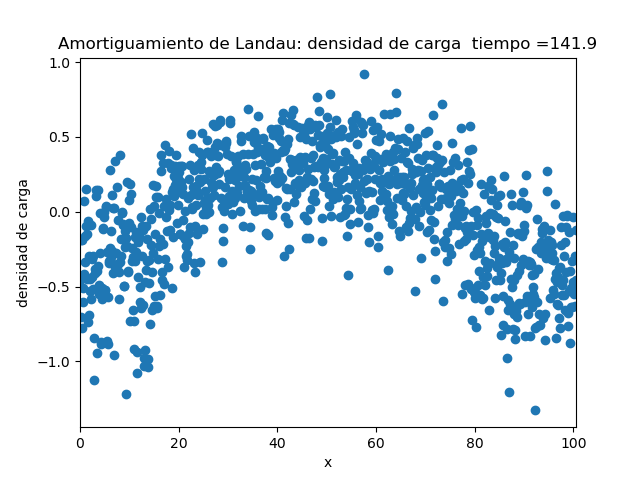 Amortiguamiento de Landau: densidad de carga  tiempo =141.9
1.0
0.5
0.0
−0.5
−1.0
densidad de carga
0 20 40 60 80 100
x